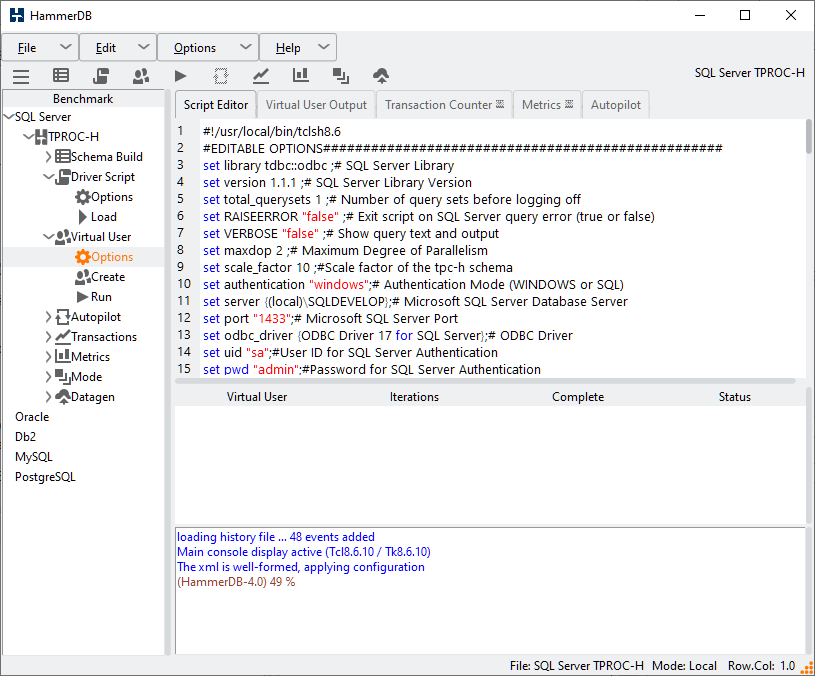 HammerDB
File Edit Options Help
SQL Server TPROC-H
Benchmark
SQL Server
TPROC-H
Schema Build
Driver Script
Options
Load
Virtual User
Options
Create
Run
Autopilot
Transactions
Metrics
Mode
Datagen
Oracle
Db2
MySQL
PostgreSQL
Script Editor Virtual User Output Transaction Counter Metrics Autopilot
1 #!/usr/local/bin/tclsh8.6
2 #EDITABLE OPTIONS##################################################
3 set library tdbc::odbc ;# SQL Server Library
4 set version 1.1.1 ;# SQL Server Library Version
5 set total_querysets 1 ;# Number of query sets before logging off
6 set RAISEERROR "false" ;# Exit script on SQL Server query error (true or false)
7 set VERBOSE "false" ;# Show query text and output
8 set maxdop 2 ;# Maximum Degree of Parallelism
9 set scale_factor 10 ;#Scale factor of the tpc-h schema
10 set authentication "windows";# Authentication Mode (WINDOWS or SQL)
11 set server {(local)\SQLDEVELOP};# Microsoft SQL Server Database Server
12 set port "1433";# Microsoft SQL Server Port
13 set odbc_driver {ODBC Driver 17 for SQL Server};# ODBC Driver
14 set uid "sa";#User ID for SQL Server Authentication
15 set pwd "admin";#Password for SQL Server Authentication
Virtual User Iterations Complete Status
loading history file ... 48 events added
Main console display active (Tcl8.6.10 / Tk8.6.10)
The xml is well-formed, applying configuration
(HammerDB-4.0) 49 %
File: SQL Server TPROC-H Mode: Local Row.Col: 1.0